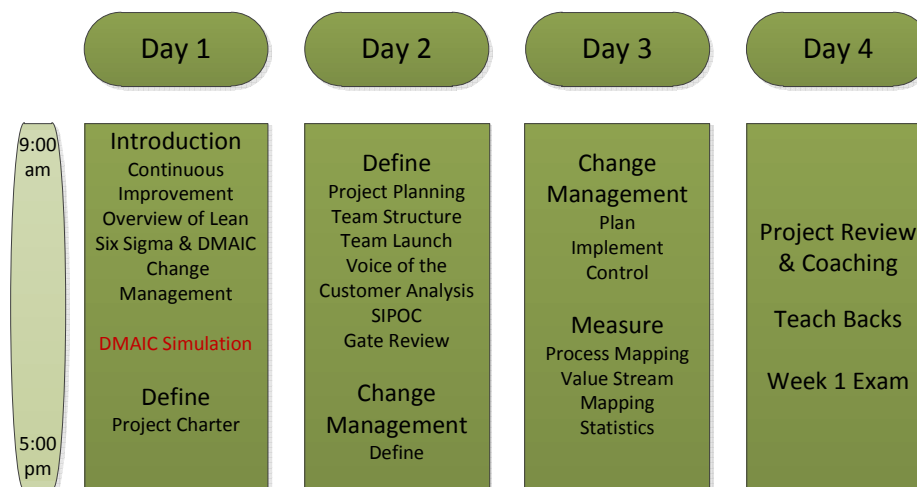 Day 1
Day 2
Day 3
Day 4
9:00
am
5:00
pm
Introduction
Continuous
Improvement
Overview of Lean
Six Sigma & DMAIC
Change
Management
DMAIC Simulation
Define
Project Charter
Define
Project Planning
Team Structure
Team Launch
Voice of the
Customer Analysis
SIPOC
Gate Review
Change
Management
Define
Change
Management
Plan
Implement
Control
Measure
Process Mapping
Value Stream
Mapping
Statistics
Project Review
& Coaching
Teach Backs
Week 1 Exam